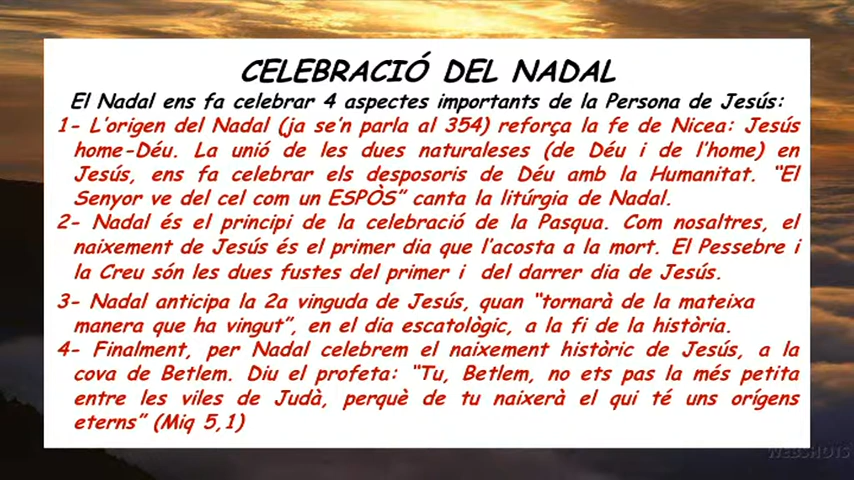 CELEBRACIÓ DEL NADAL
El Nadal ens fa celebrar 4 aspectes importants de la Persona de Jesús:
1- L'origen del Nadal (ja se'n parla al 354) reforça la fe de Nicea: Jesús
home-Déu. La unió de les dues naturaleses (de Déu i de l'home) en
Jesús, ens fa celebrar els desposoris de Déu amb la Humanitat. "El
Senyor ve del cel com un ESPÒS" canta la litúrgia de Nadal.
2- Nadal és el principi de la celebració de la Pasqua. Com nosaltres, el
naixement de Jesús és el primer dia que l'acosta a la mort. El Pessebre i
la Creu són les dues fustes del primer i del darrer dia de Jesús.
3- Nadal anticipa la 2a vinguda de Jesús, quan "tornarà de la mateixa
manera que ha vingut", en el dia escatològic, a la fi de la història.
4- Finalment, per Nadal celebrem el naixement històric de Jesús, a la
cova de Betlem. Diu el profeta: "Tu, Betlem, no ets pas la més petita
entre les viles de Judà, perquè de tu naixerà el qui té uns orígens
eterns" (Miq 5,1)
WEBSHOTS